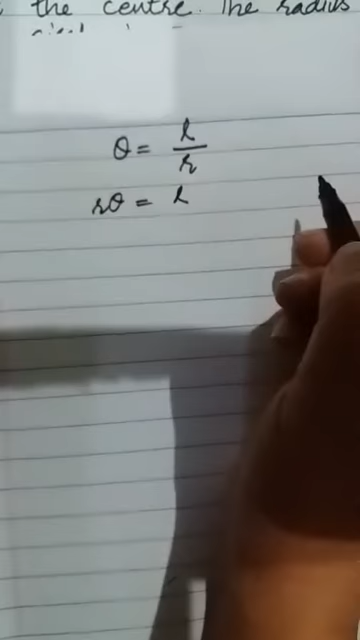 the centre. The radius
θ = l/r
rθ = l